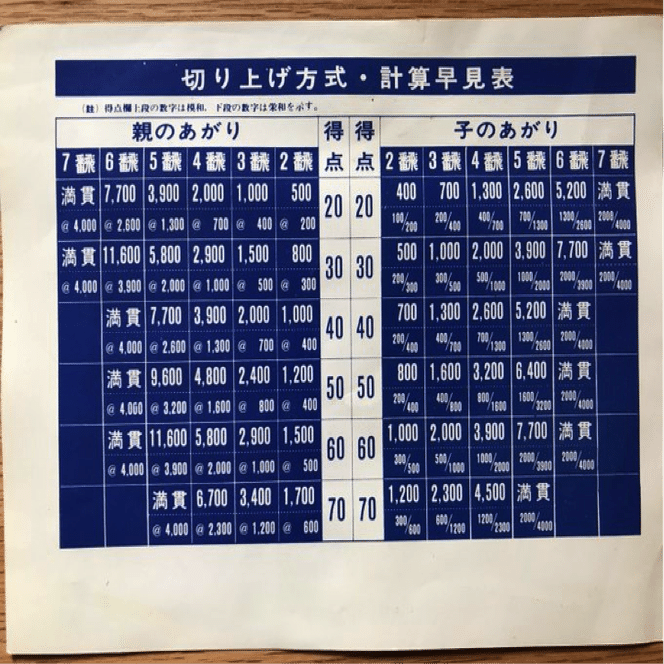 切り上げ方式・計算早見表
(註) 得点欄上段の数字は模和、下段の数字は栄和を示す。
親のあがり 得点 得点 子のあがり
7飜 6飜 5飜 4飜 3飜 2飜 2飜 3飜 4飜 5飜 6飜 7飜
満貫 7,700 3,900 2,000 1,000 500 20 20 400 700 1,300 2,600 5,200 満貫
@ 4,000 @ 2,600 @ 1,300 @ 700 @ 400 @ 200 100/200 200/400 400/700 700/1300 1300/2600 2000/4000
満貫 11,600 5,800 2,900 1,500 800 30 30 500 1,000 2,000 3,900 7,700 満貫
@ 4,000 @ 3,900 @ 2,000 @ 1,000 @ 500 @ 300 200/300 300/500 500/1000 1000/2000 2000/3900 2000/4000
満貫 7,700 3,900 2,000 1,000 40 40 700 1,300 2,600 5,200 満貫
@ 4,000 @ 2,600 @ 1,300 @ 700 @ 400 200/400 400/700 700/1300 1300/2600 2000/4000
満貫 9,600 4,800 2,400 1,200 50 50 800 1,600 3,200 6,400 満貫
@ 4,000 @ 3,200 @ 1,600 @ 800 @ 400 200/400 400/800 800/1600 1600/3200 2000/4000
満貫 11,600 5,800 2,900 1,500 60 60 1,000 2,000 3,900 7,700 満貫
@ 4,000 @ 3,900 @ 2,000 @ 1,000 @ 500 300/500 500/1000 1000/2000 2000/3900 2000/4000
満貫 6,700 3,400 1,700 70 70 1,200 2,300 4,500 満貫
@ 4,000 @ 2,300 @ 1,200 @ 600 300/600 600/1200 1200/2300 2000/4000